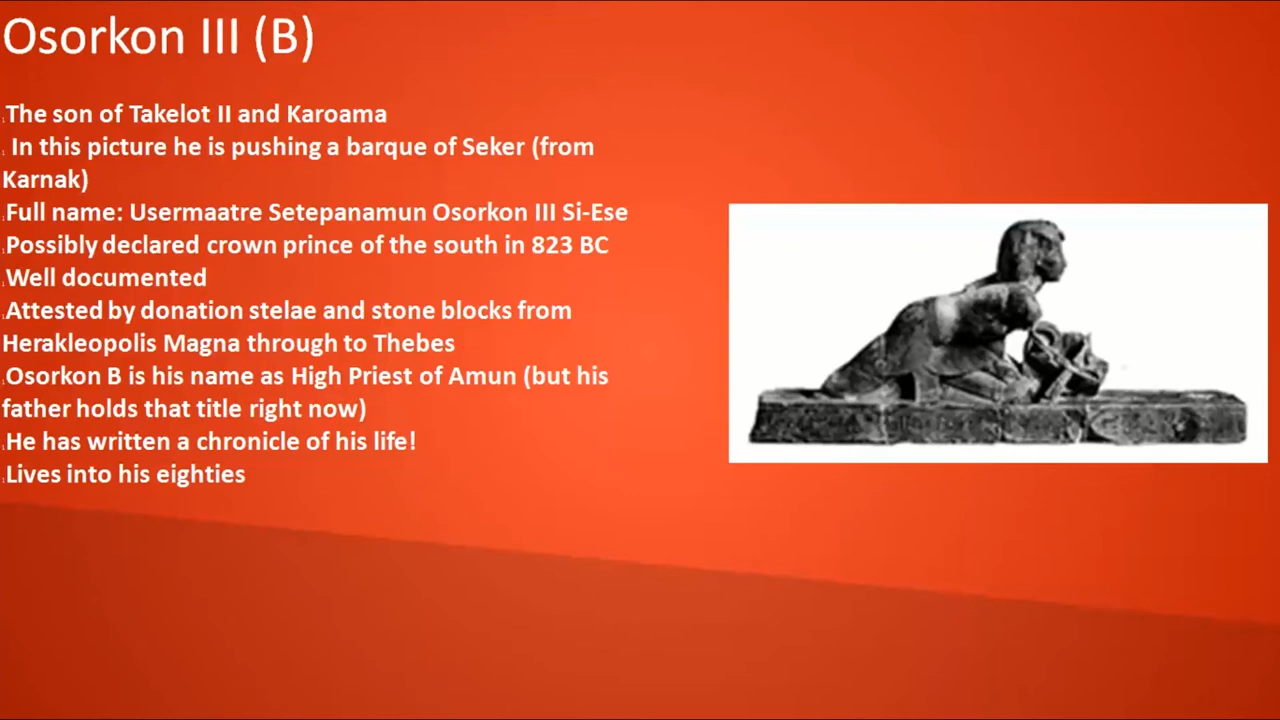 Osorkon III (B)
The son of Takelot II and Karoama
In this picture he is pushing a barque of Seker (from
Karnak)
Full name: Usermaatre Setepanamun Osorkon III Si-Ese
Possibly declared crown prince of the south in 823 BC
Well documented
Attested by donation stelae and stone blocks from
Herakleopolis Magna through to Thebes
Osorkon B is his name as High Priest of Amun (but his
father holds that title right now)
He has written a chronicle of his life!
Lives into his eighties